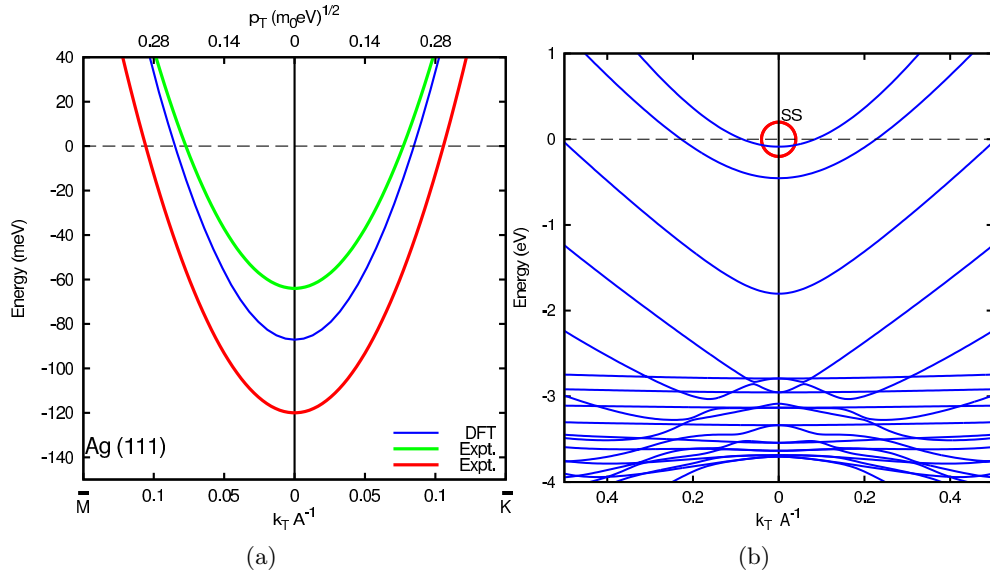 p_T (m_0eV)^1/2
0.28 0.14 0 0.14 0.28
40
20
0
-20
-40
-60
-80
-100
-120
-140
Energy (meV)
Ag (111)
DFT
Expt.
Expt.
0.1 0.05 0 0.05 0.1
M̅ K̅
k_T A^-1
(a)
1
0
-1
-2
-3
-4
Energy (eV)
SS
0.4 0.2 0 0.2 0.4
k_T A^-1
(b)